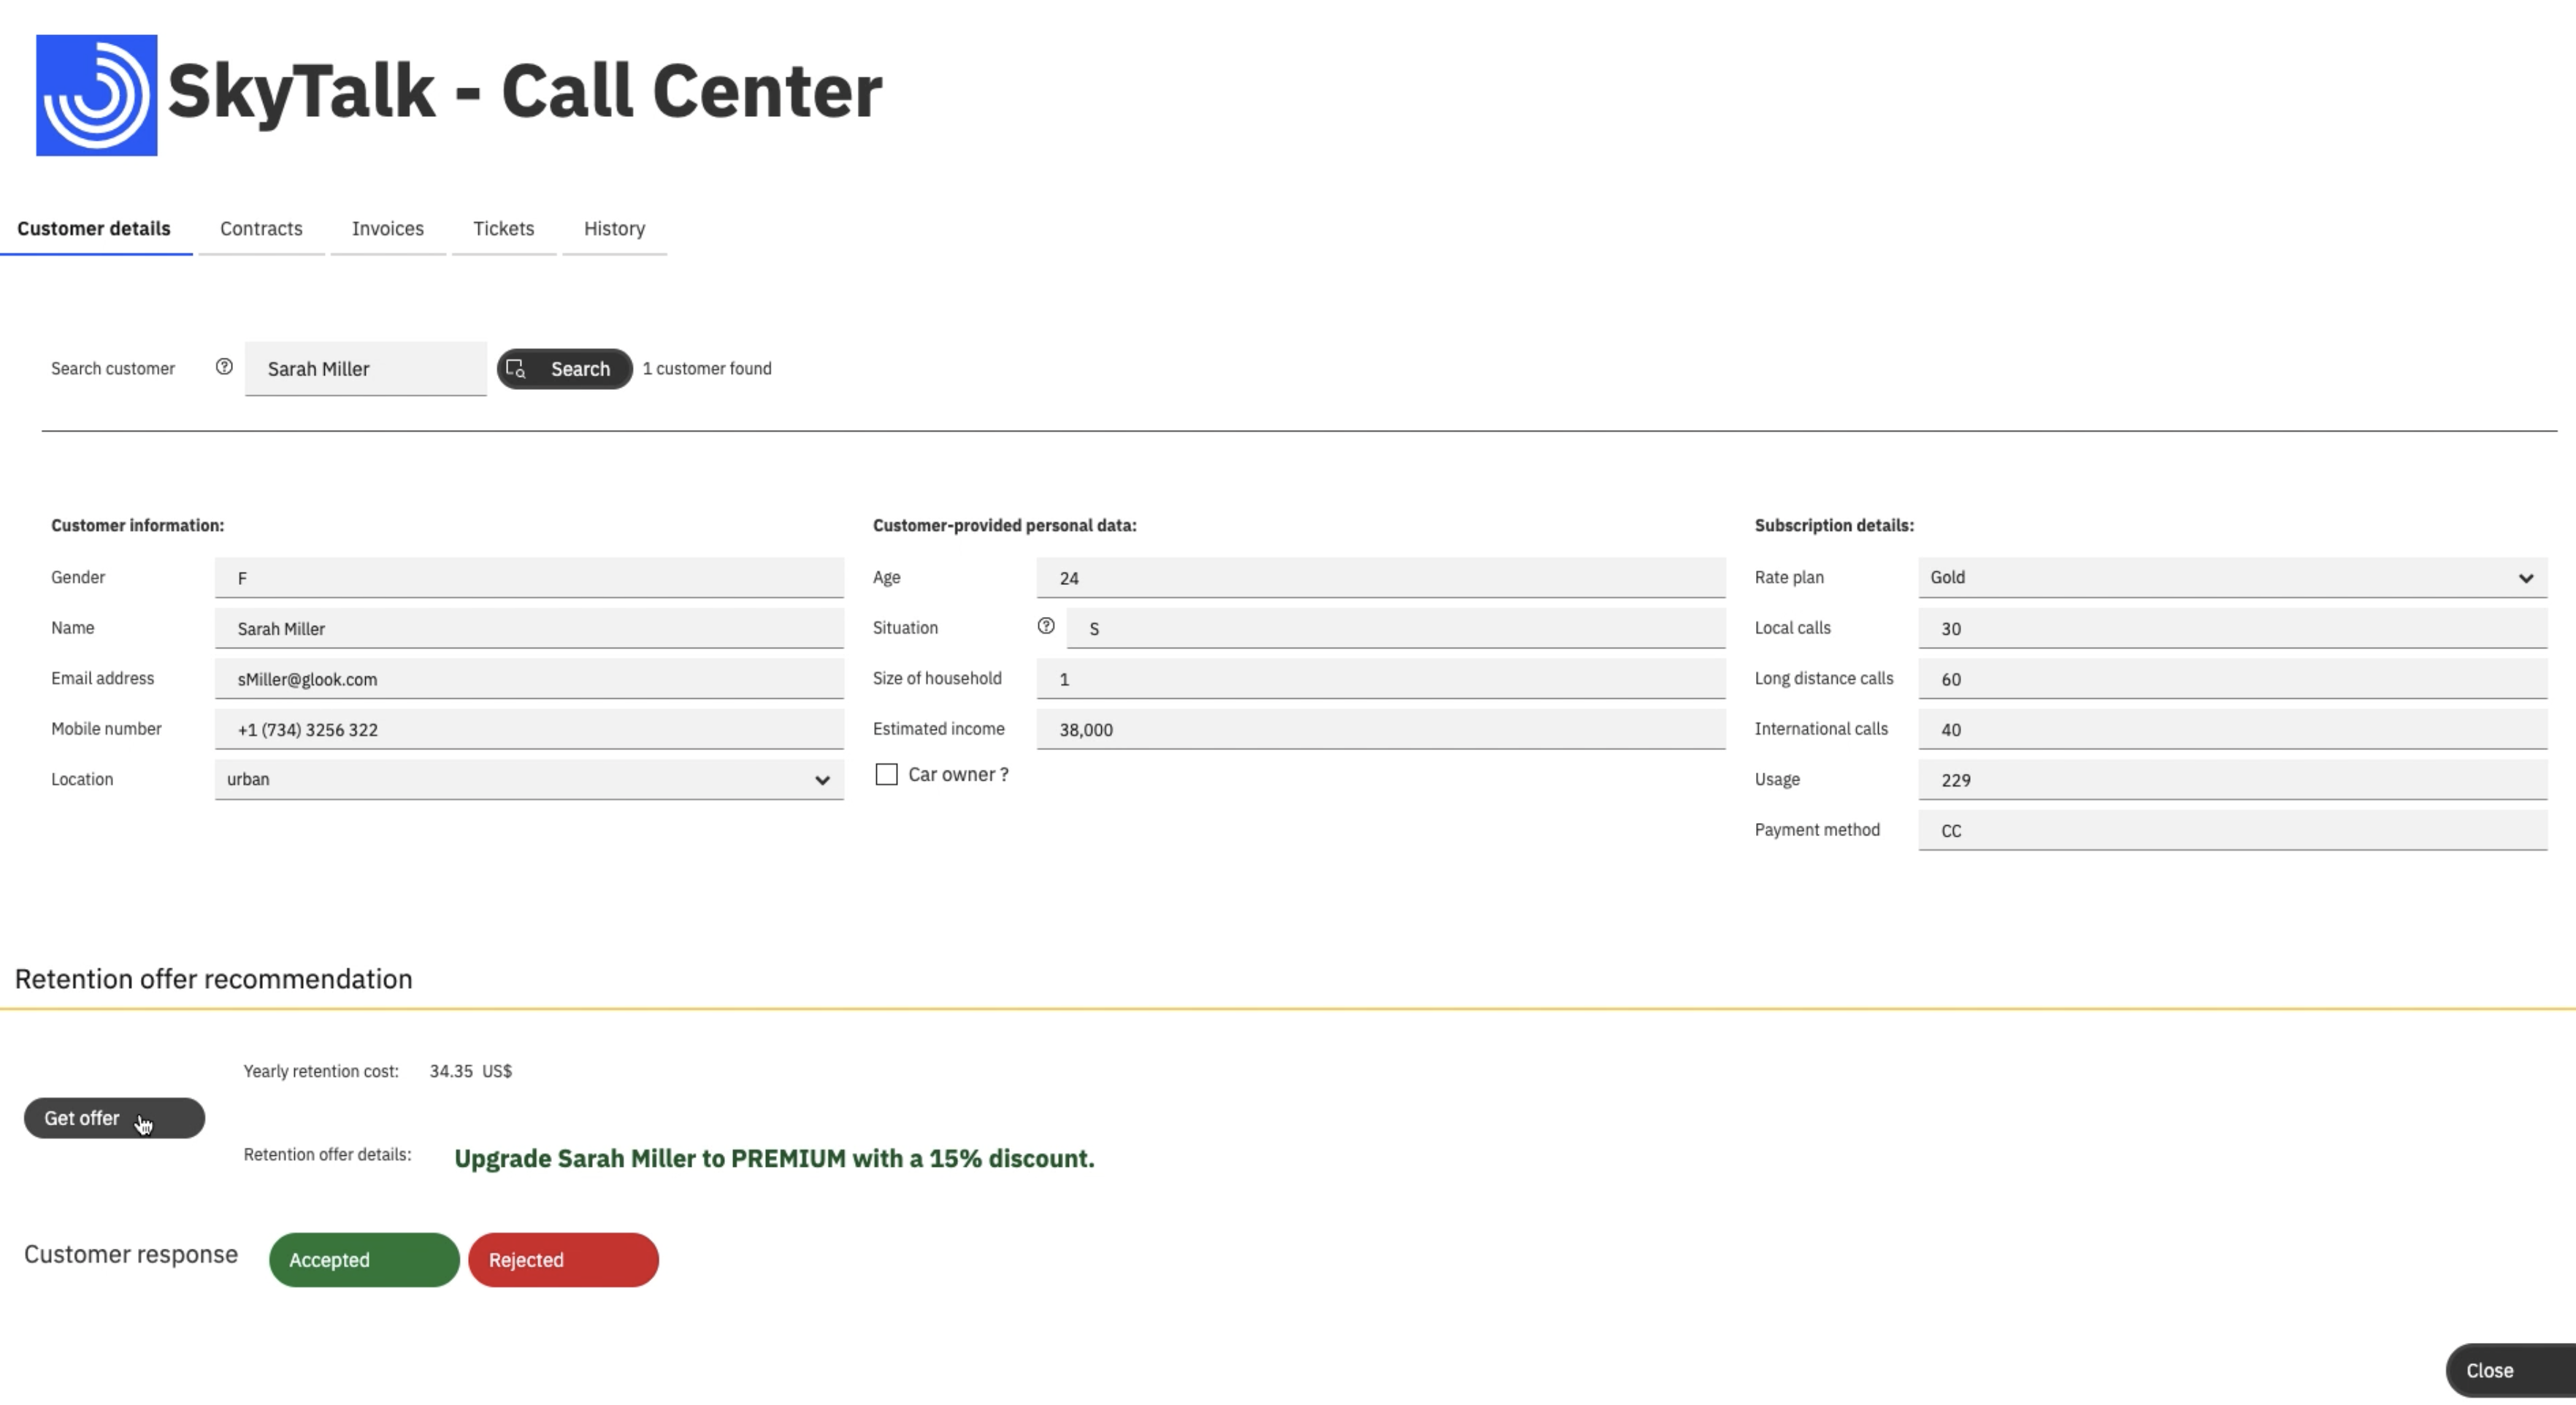 SkyTalk - Call Center
Customer details
Contracts
Invoices
Tickets
History
Search customer
Sarah Miller
Search
1 customer found
Customer information:
Gender
F
Name
Sarah Miller
Email address
sMiller@glook.com
Mobile number
+1 (734) 3256 322
Location
urban
Customer-provided personal data:
Age
24
Situation
S
Size of household
1
Estimated income
38,000
Car owner ?
Subscription details:
Rate plan
Gold
Local calls
30
Long distance calls
60
International calls
40
Usage
229
Payment method
CC
Retention offer recommendation
Get offer
Yearly retention cost: 34.35 US$
Retention offer details: Upgrade Sarah Miller to PREMIUM with a 15% discount.
Customer response
Accepted
Rejected
Close